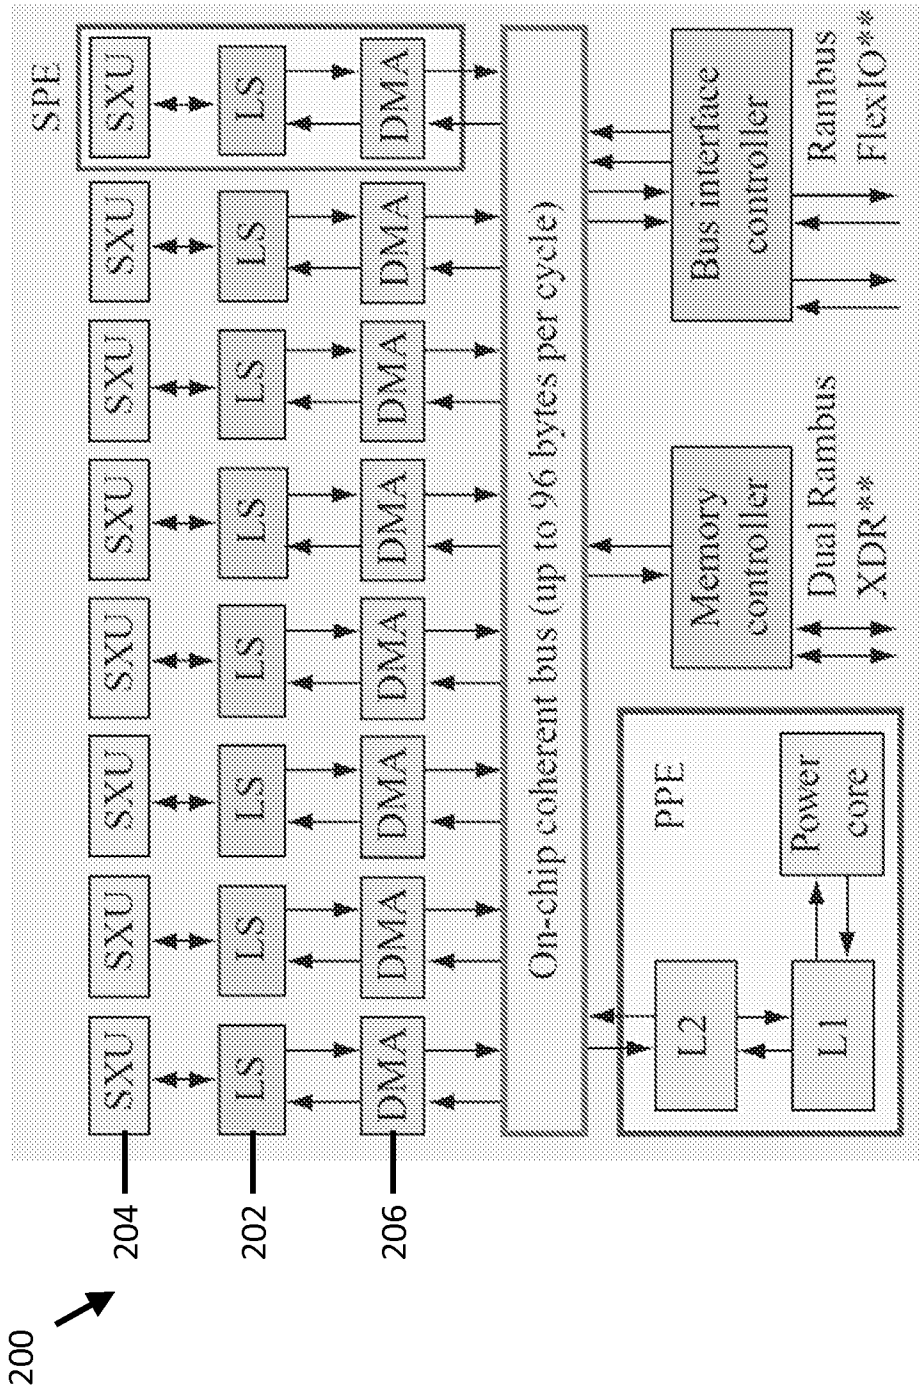 200
SPE
204
SXU SXU SXU SXU SXU SXU SXU SXU
202
LS LS LS LS LS LS LS LS
206
DMA DMA DMA DMA DMA DMA DMA DMA
On-chip coherent bus (up to 96 bytes per cycle)
PPE
L2
L1
Power
core
Memory
controller
Dual Rambus
XDR**
Bus interface
controller
Rambus
FlexIO**